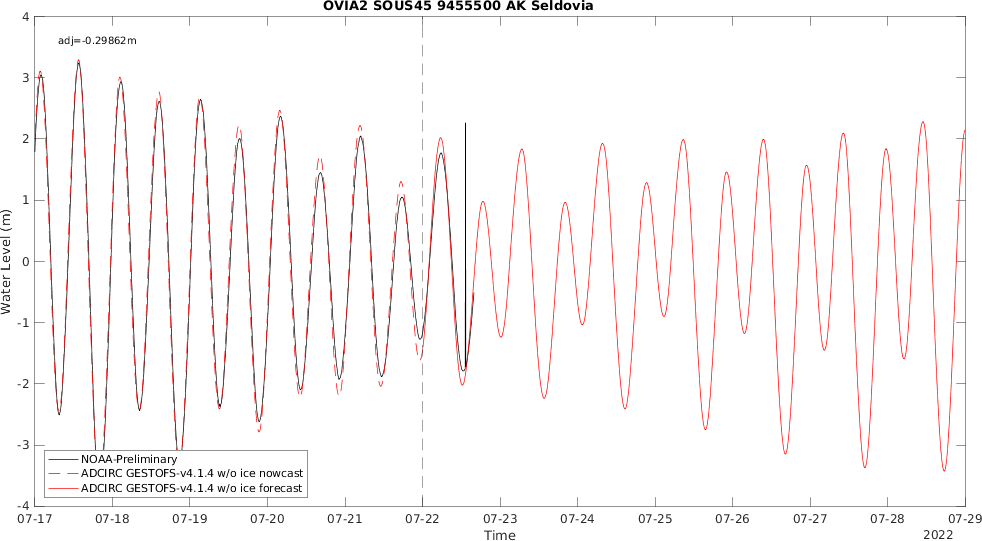 OVIA2 SOUS45 9455500 AK Seldovia
adj=-0.29862m
4
3
2
1
0
-1
-2
-3
-4
Water Level (m)
NOAA-Preliminary
ADCIRC GESTOFS-v4.1.4 w/o ice nowcast
ADCIRC GESTOFS-v4.1.4 w/o ice forecast
07-17 07-18 07-19 07-20 07-21 07-22 07-23 07-24 07-25 07-26 07-27 07-28 07-29
Time
2022